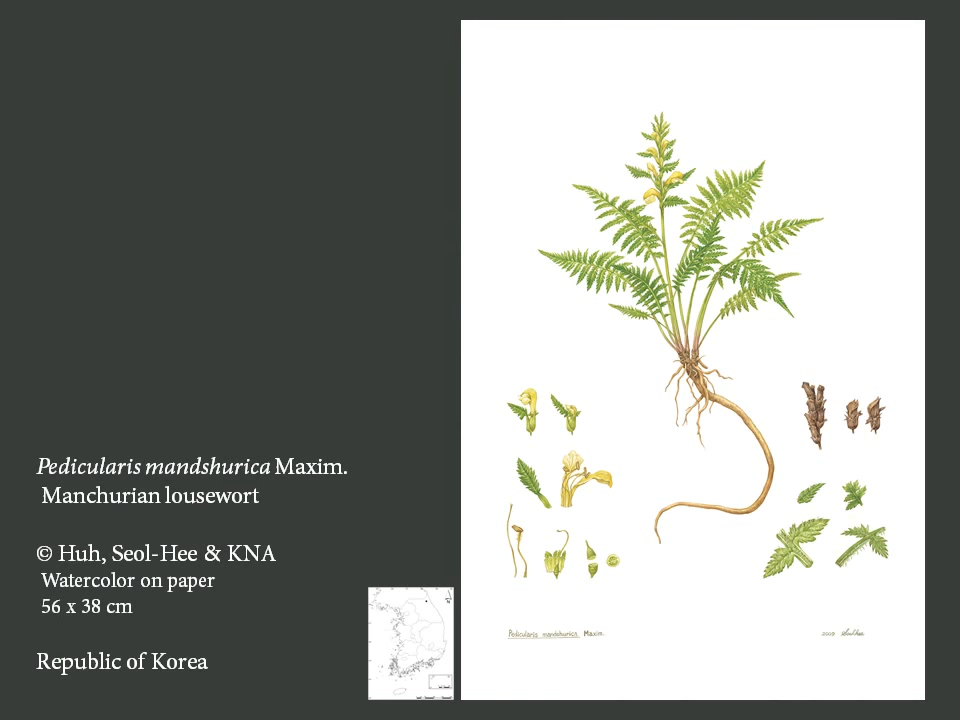 Pedicularis mandshurica Maxim.
Manchurian lousewort
© Huh, Seol-Hee & KNA
Watercolor on paper
56 x 38 cm
Republic of Korea
Pedicularis mandshurica Maxim.
2009